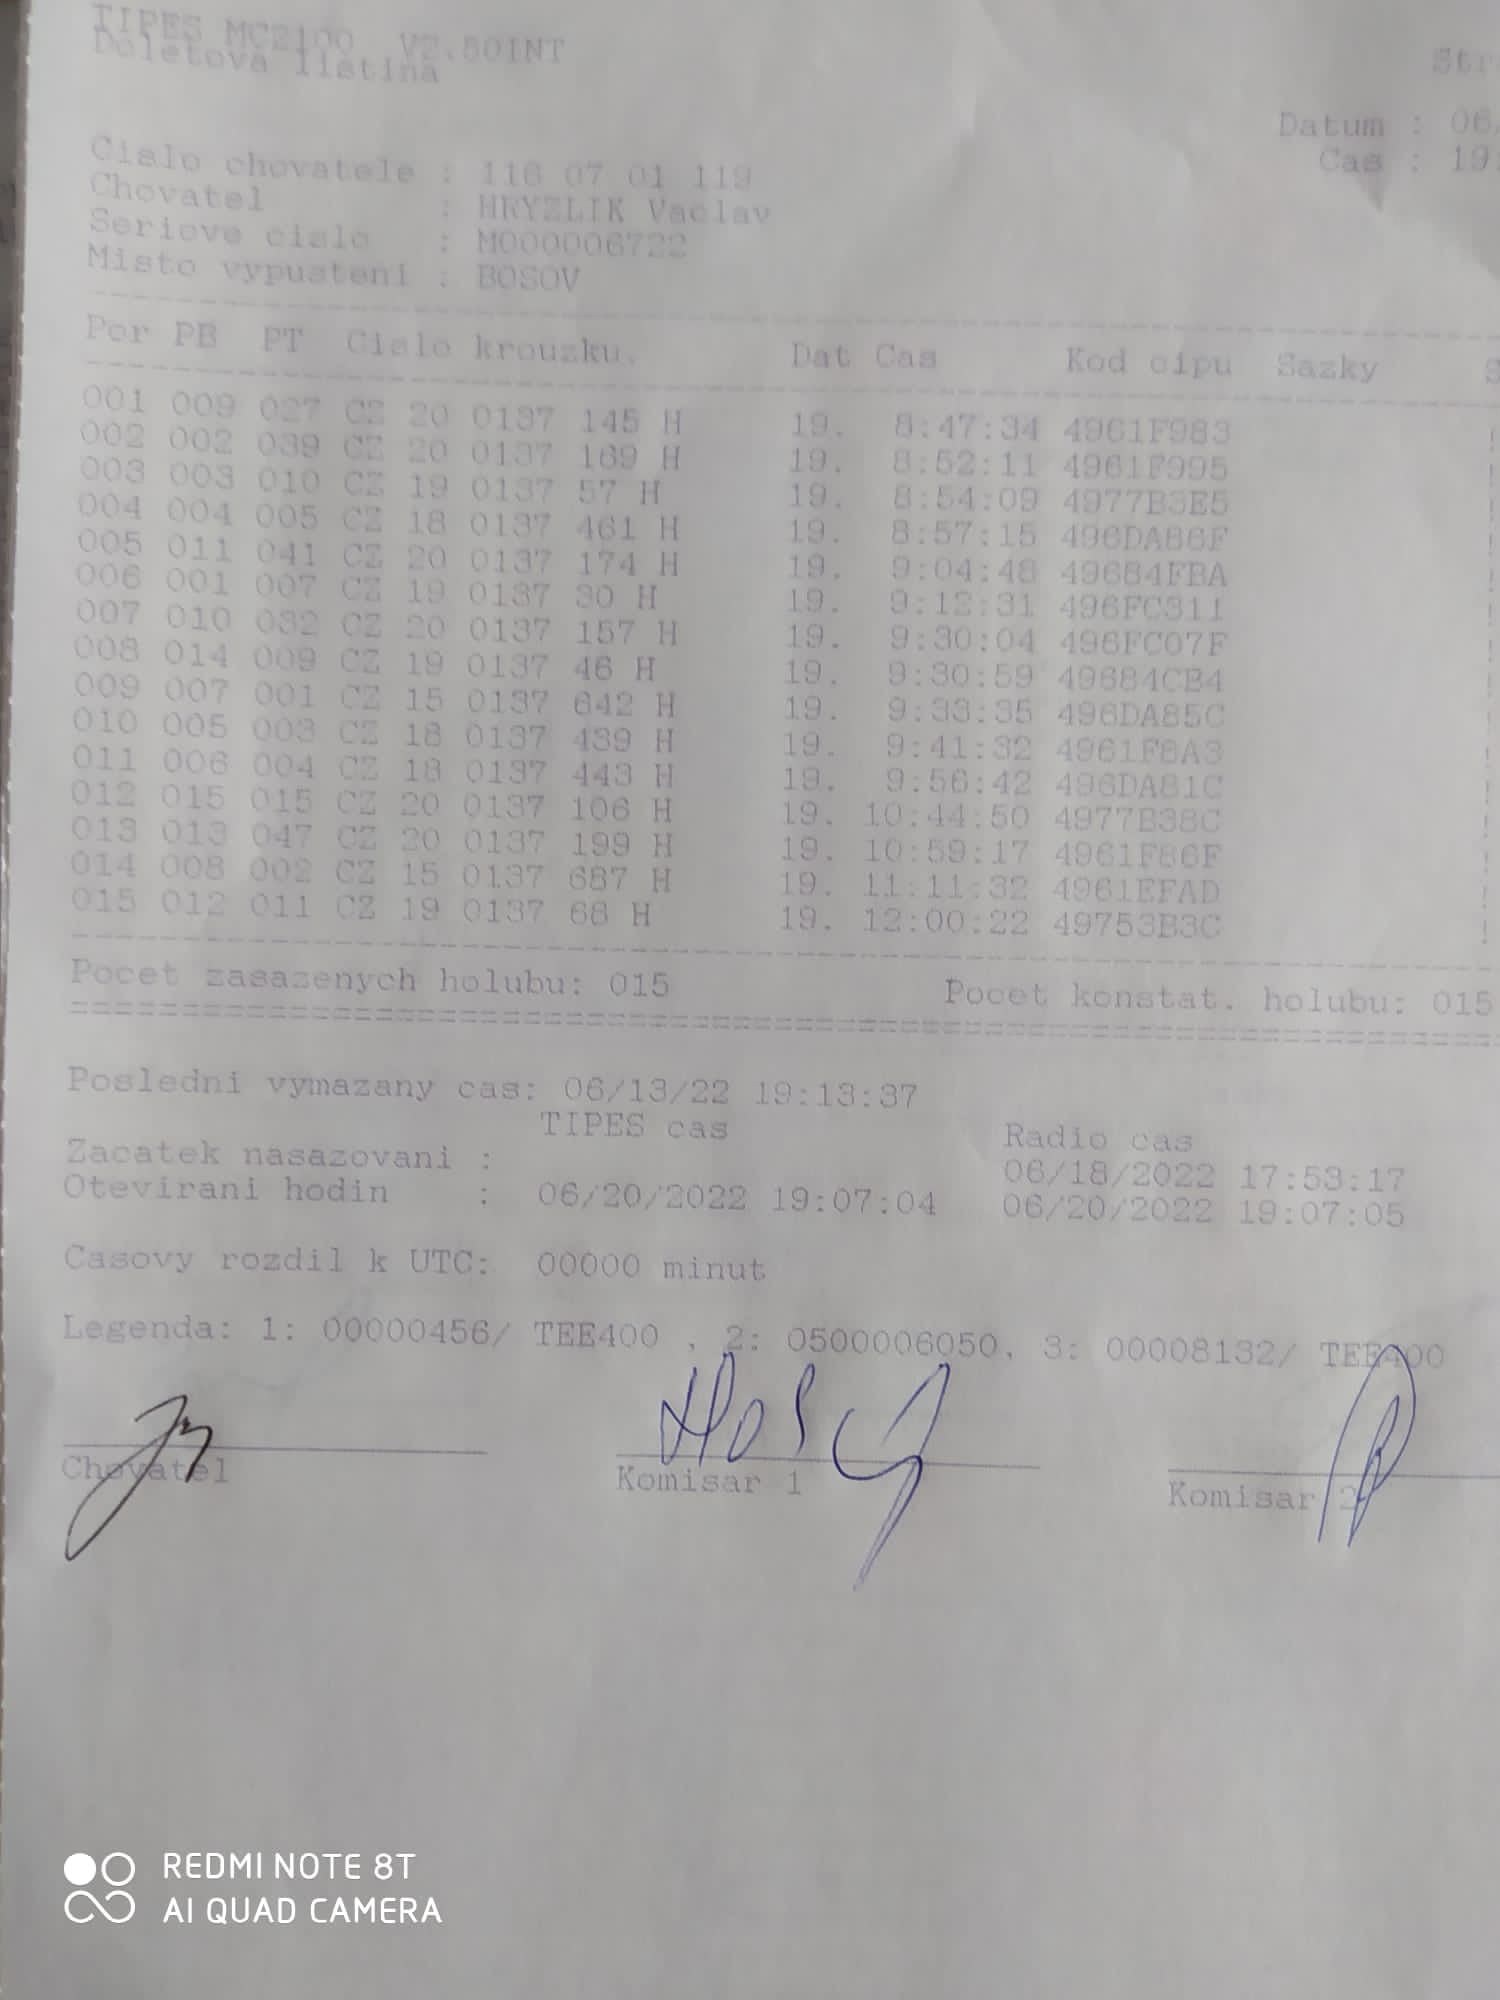 TIPES MCZ100 V2.50INT
Doletova listina
Str
Datum : 06
Cas : 19
Cislo chovatele : 116 07 01 119
Chovatel : HRYZLIK Vaclav
Seriove cislo : M000006722
Misto vypusteni : BOSOV
Por PB PT Cislo krouzku. Dat Cas Kod cipu Sazky S
001 009 027 CZ 20 0137 145 H 19. 8:47:34 4961F983 !
002 002 039 CZ 20 0137 169 H 19. 8:52:11 4961F995 !
003 003 010 CZ 19 0137 57 H 19. 8:54:09 4977B3E5 !
004 004 005 CZ 18 0137 461 H 19. 8:57:15 496DA86F !
005 011 041 CZ 20 0137 174 H 19. 9:04:48 49684FBA !
006 001 007 CZ 19 0137 30 H 19. 9:12:31 496FC311 !
007 010 032 CZ 20 0137 157 H 19. 9:30:04 496FC07F !
008 014 009 CZ 19 0137 46 H 19. 9:30:59 49684CB4 !
009 007 001 CZ 15 0137 642 H 19. 9:33:35 496DA85C !
010 005 003 CZ 18 0137 439 H 19. 9:41:32 4961F8A3 !
011 006 004 CZ 18 0137 443 H 19. 9:56:42 496DA81C !
012 015 015 CZ 20 0137 106 H 19. 10:44:50 4977B38C !
013 013 047 CZ 20 0137 199 H 19. 10:59:17 4961F86F !
014 008 002 CZ 15 0137 687 H 19. 11:11:32 4961EFAD !
015 012 011 CZ 19 0137 68 H 19. 12:00:22 49753B3C !
Pocet zasazenych holubu: 015 Pocet konstat. holubu: 015
Posledni vymazany cas: 06/13/22 19:13:37
TIPES cas Radio cas
Zacatek nasazovani : 06/18/2022 17:53:17
Otevirani hodin : 06/20/2022 19:07:04 06/20/2022 19:07:05
Casovy rozdil k UTC: 00000 minut
Legenda: 1: 00000456/ TEE400 , 2: 0500006050, 3: 00008132/ TEE400
Chovatel Komisar 1 Komisar 2
REDMI NOTE 8T
AI QUAD CAMERA